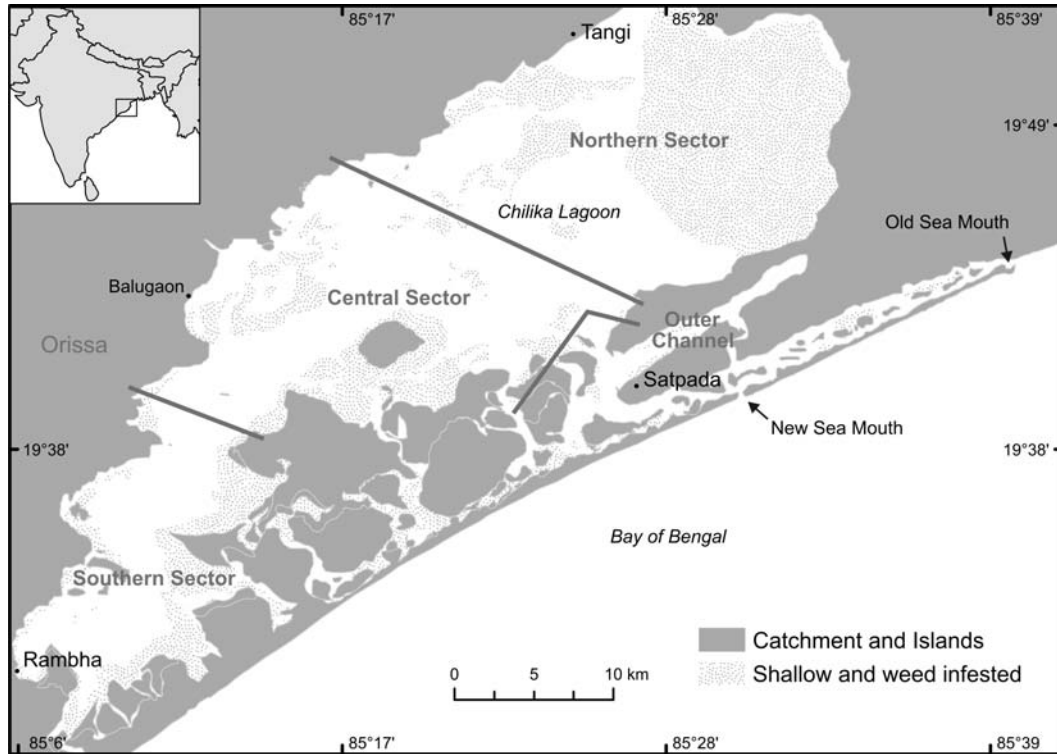 85°17'
85°28'
85°39'
Tangi
19°49'
Northern Sector
Chilika Lagoon
Old Sea Mouth
Balugaon
Central Sector
Orissa
Outer
Channel
Satpada
New Sea Mouth
19°38'
19°38'
Bay of Bengal
Southern Sector
Rambha
Catchment and Islands
Shallow and weed infested
0 5 10 km
85°6'
85°17'
85°28'
85°39